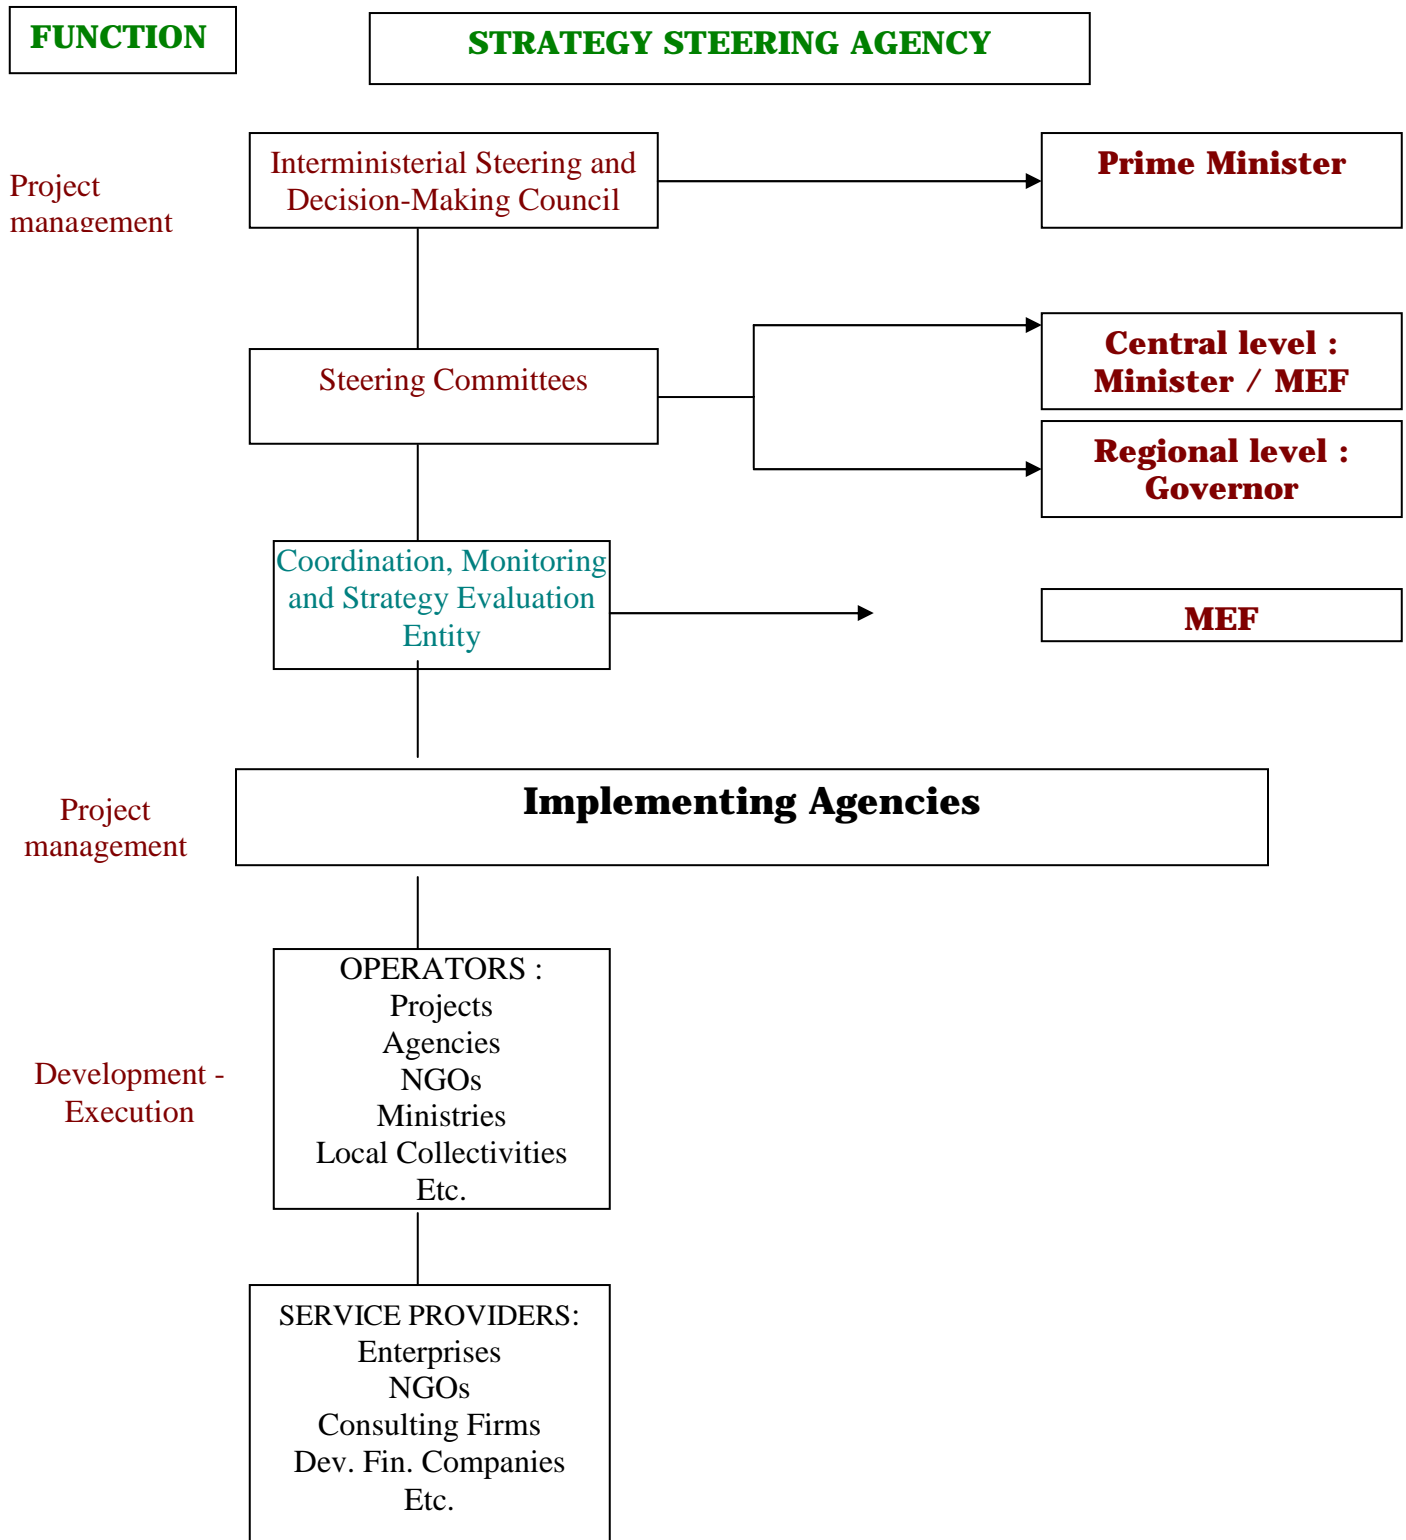 FUNCTION
STRATEGY STEERING AGENCY
Project
management
Interministerial Steering and
Decision-Making Council
Prime Minister
Steering Committees
Central level :
Minister / MEF
Regional level :
Governor
Coordination, Monitoring
and Strategy Evaluation
Entity
MEF
Project
management
Implementing Agencies
Development -
Execution
OPERATORS :
Projects
Agencies
NGOs
Ministries
Local Collectivities
Etc.
SERVICE PROVIDERS:
Enterprises
NGOs
Consulting Firms
Dev. Fin. Companies
Etc.